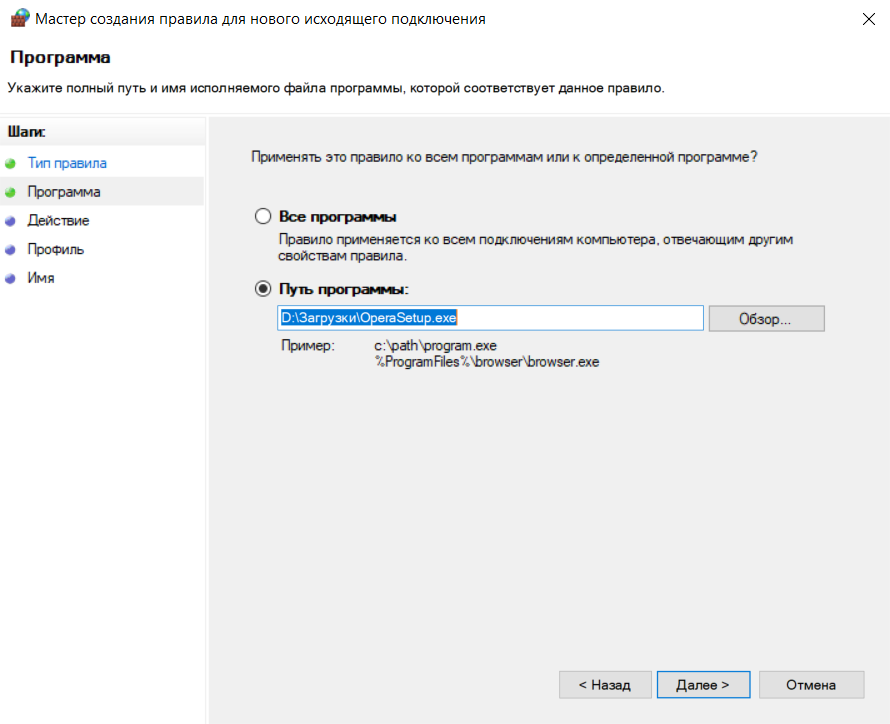 Мастер создания правила для нового исходящего подключения
Программа
Укажите полный путь и имя исполняемого файла программы, которой соответствует данное правило.
Шаги:
Тип правила
Программа
Действие
Профиль
Имя
Применять это правило ко всем программам или к определенной программе?
Все программы
Правило применяется ко всем подключениям компьютера, отвечающим другим
свойствам правила.
Путь программы:
D:\Загрузки\OperaSetup.exe
Обзор...
Пример:
c:\path\program.exe
%ProgramFiles%\browser\browser.exe
< Назад
Далее >
Отмена